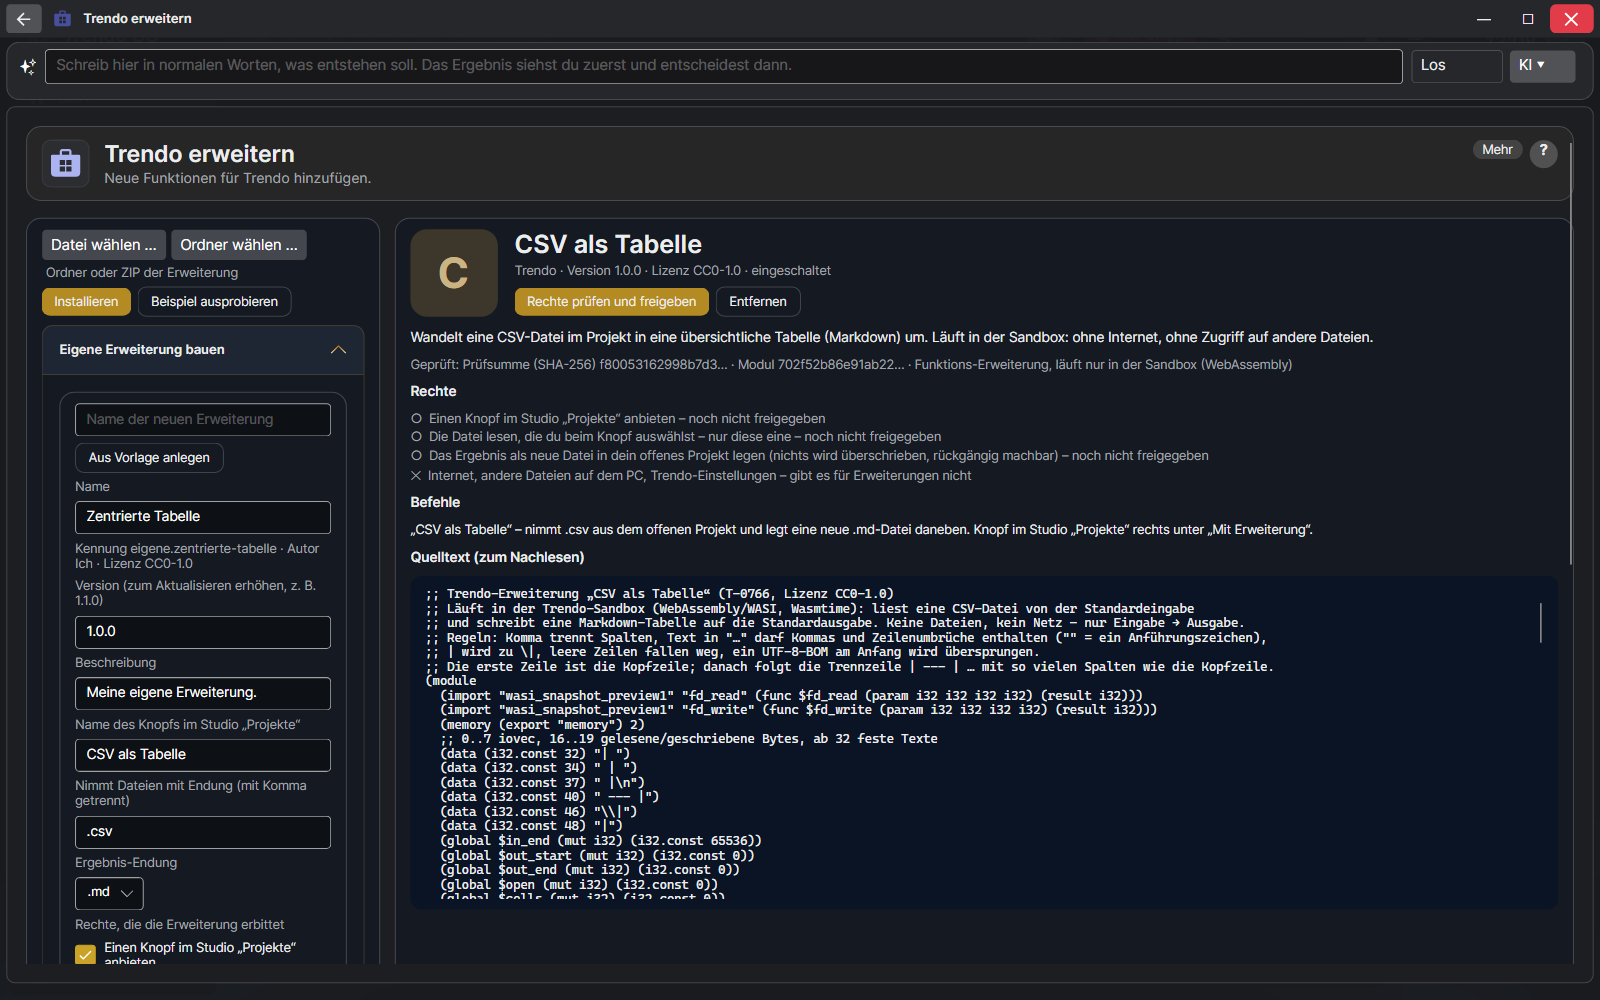 Trendo erweitern
Schreib hier in normalen Worten, was entstehen soll. Das Ergebnis siehst du zuerst und entscheidest dann.
Los
KI ▾
Trendo erweitern
Neue Funktionen für Trendo hinzufügen.
Mehr
?
Datei wählen ...
Ordner wählen ...
Ordner oder ZIP der Erweiterung
Installieren
Beispiel ausprobieren
Eigene Erweiterung bauen
Name der neuen Erweiterung
Aus Vorlage anlegen
Name
Zentrierte Tabelle
Kennung eigene.zentrierte-tabelle · Autor
Ich · Lizenz CC0-1.0
Version (zum Aktualisieren erhöhen, z. B.
1.1.0)
1.0.0
Beschreibung
Meine eigene Erweiterung.
Name des Knopfs im Studio „Projekte“
CSV als Tabelle
Nimmt Dateien mit Endung (mit Komma
getrennt)
.csv
Ergebnis-Endung
.md
Rechte, die die Erweiterung erbittet
Einen Knopf im Studio „Projekte“
anbieten
C
CSV als Tabelle
Trendo · Version 1.0.0 · Lizenz CC0-1.0 · eingeschaltet
Rechte prüfen und freigeben
Entfernen
Wandelt eine CSV-Datei im Projekt in eine übersichtliche Tabelle (Markdown) um. Läuft in der Sandbox: ohne Internet, ohne Zugriff auf andere Dateien.
Geprüft: Prüfsumme (SHA-256) f80053162998b7d3... · Modul 702f52b86e91ab22... · Funktions-Erweiterung, läuft nur in der Sandbox (WebAssembly)
Rechte
Einen Knopf im Studio „Projekte“ anbieten – noch nicht freigegeben
Die Datei lesen, die du beim Knopf auswählst – nur diese eine – noch nicht freigegeben
Das Ergebnis als neue Datei in dein offenes Projekt legen (nichts wird überschrieben, rückgängig machbar) – noch nicht freigegeben
Internet, andere Dateien auf dem PC, Trendo-Einstellungen – gibt es für Erweiterungen nicht
Befehle
„CSV als Tabelle“ – nimmt .csv aus dem offenen Projekt und legt eine neue .md-Datei daneben. Knopf im Studio „Projekte“ rechts unter „Mit Erweiterung“.
Quelltext (zum Nachlesen)
;; Trendo-Erweiterung „CSV als Tabelle“ (T-0766, Lizenz CC0-1.0)
;; Läuft in der Trendo-Sandbox (WebAssembly/WASI, Wasmtime): liest eine CSV-Datei von der Standardeingabe
;; und schreibt eine Markdown-Tabelle auf die Standardausgabe. Keine Dateien, kein Netz – nur Eingabe → Ausgabe.
;; Regeln: Komma trennt Spalten, Text in "…" darf Kommas und Zeilenumbrüche enthalten ("" = ein Anführungszeichen),
;; | wird zu \|, leere Zeilen fallen weg, ein UTF-8-BOM am Anfang wird übersprungen.
;; Die erste Zeile ist die Kopfzeile; danach folgt die Trennzeile | --- | … mit so vielen Spalten wie die Kopfzeile.
(module
(import "wasi_snapshot_preview1" "fd_read" (func $fd_read (param i32 i32 i32 i32) (result i32)))
(import "wasi_snapshot_preview1" "fd_write" (func $fd_write (param i32 i32 i32 i32) (result i32)))
(memory (export "memory") 2)
;; 0..7 iovec, 16..19 gelesene/geschriebene Bytes, ab 32 feste Texte
(data (i32.const 32) "| ")
(data (i32.const 34) " | ")
(data (i32.const 37) " |\n")
(data (i32.const 40) " --- |")
(data (i32.const 46) "\\|")
(data (i32.const 48) "|")
(global $in_end (mut i32) (i32.const 65536))
(global $out_start (mut i32) (i32.const 0))
(global $out_end (mut i32) (i32.const 0))
(global $open (mut i32) (i32.const 0))
(global $cells (mut i32) (i32.const 0))